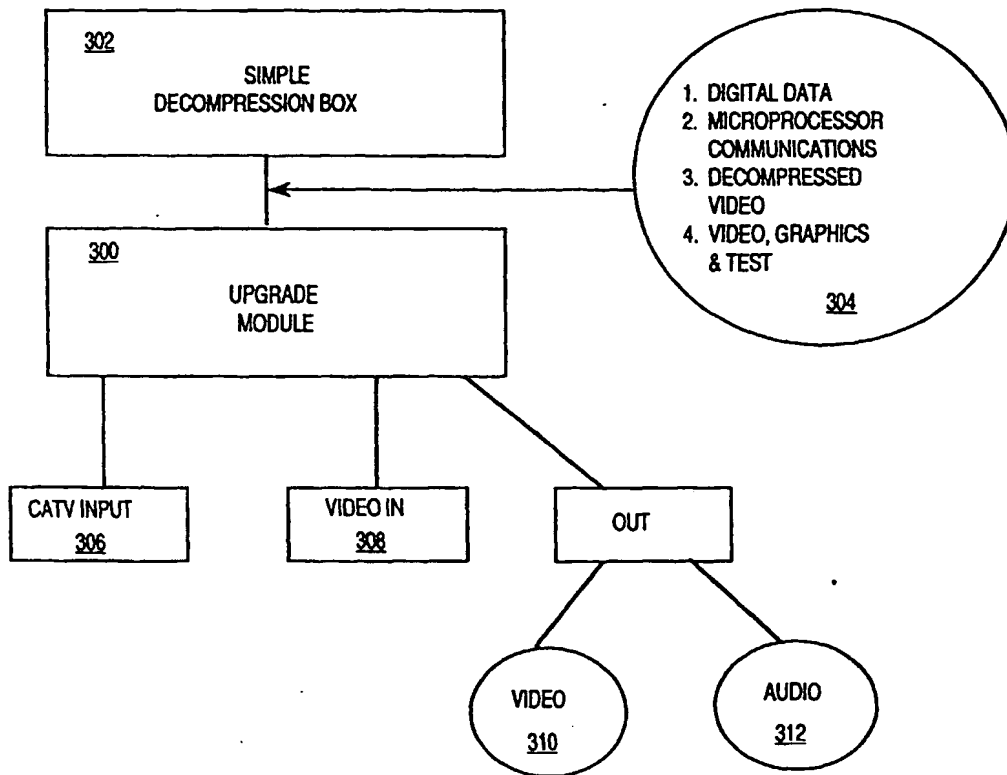 302
SIMPLE
DECOMPRESSION BOX
1. DIGITAL DATA
2. MICROPROCESSOR
COMMUNICATIONS
3. DECOMPRESSED
VIDEO
4. VIDEO, GRAPHICS
& TEST
304
300
UPGRADE
MODULE
CATV INPUT
306
VIDEO IN
308
OUT
VIDEO
310
AUDIO
312